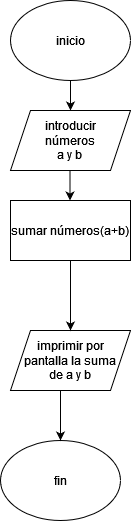 inicio
introducir
números
a y b
sumar números(a+b)
imprimir por
pantalla la suma
de a y b
fin